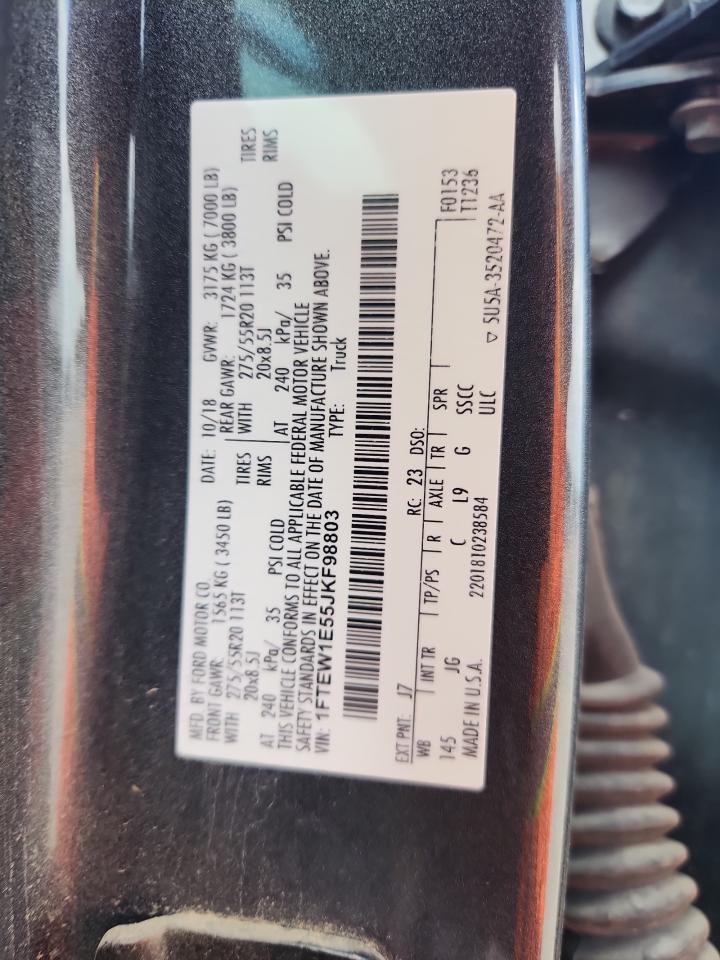 MFD. BY FORD MOTOR CO.
DATE: 10/18 GVWR: 3175 KG ( 7000 LB)
FRONT GAWR: 1565 KG ( 3450 LB)
REAR GAWR: 1724 KG ( 3800 LB)
WITH 275/55R20 113T TIRES
WITH 275/55R20 113T TIRES
20x8.5J RIMS
20x8.5J RIMS
AT 240 kPa/ 35 PSI COLD
AT 240 kPa/ 35 PSI COLD
THIS VEHICLE CONFORMS TO ALL APPLICABLE FEDERAL MOTOR VEHICLE
SAFETY STANDARDS IN EFFECT ON THE DATE OF MANUFACTURE SHOWN ABOVE.
VIN: 1FTEW1E55JKF98803 TYPE: Truck
EXT PNT: J7 RC: 23 DSO:
WB INT TR TP/PS R AXLE TR SPR F0153
145 JG C L9 G SSCC T1236
MADE IN U.S.A. 2201810238584 ULC
▽ 5U5A-3520472-AA